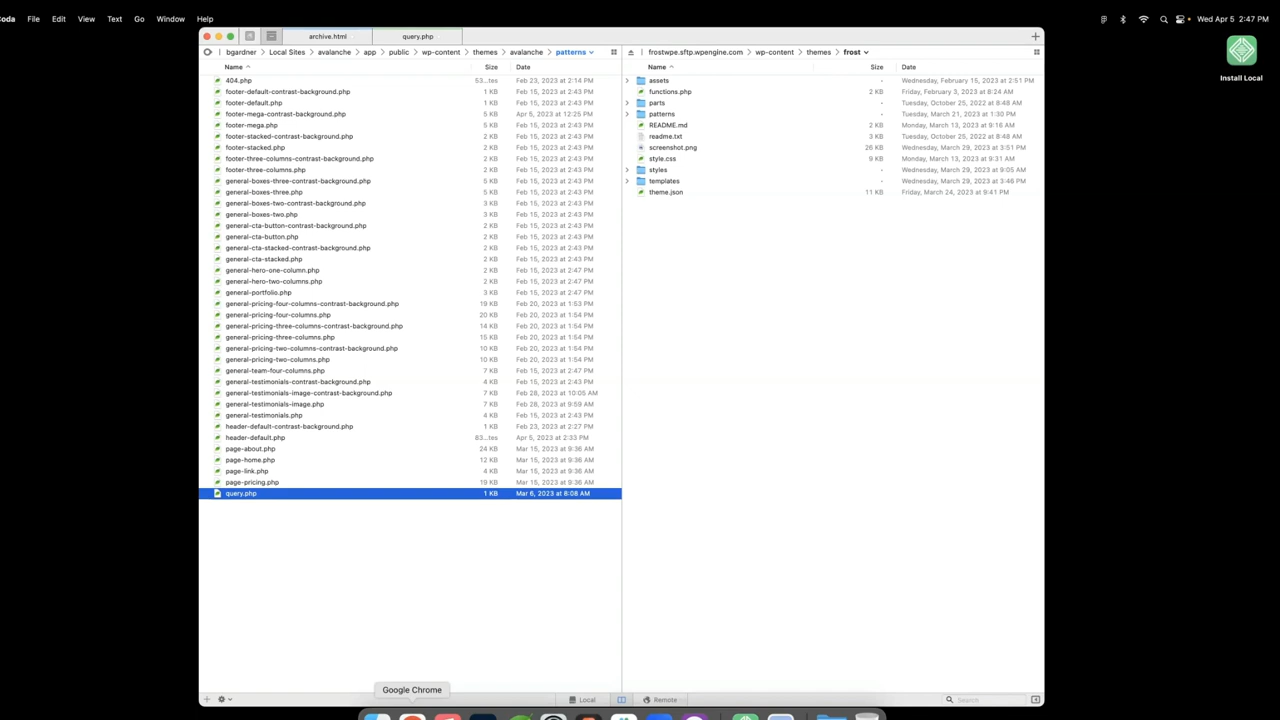 oda File Edit View Text Go Window Help Wed Apr 5 2:47 PM
archive.html query.php
bgardner Local Sites avalanche app public wp-content themes avalanche patterns
frostwpe.sftp.wpengine.com wp-content themes frost
Name Size Date
404.php 53...tes Feb 23, 2023 at 2:14 PM
footer-default-contrast-background.php 1 KB Feb 15, 2023 at 2:43 PM
footer-default.php 1 KB Feb 15, 2023 at 2:43 PM
footer-mega-contrast-background.php 5 KB Apr 5, 2023 at 12:25 PM
footer-mega.php 5 KB Feb 15, 2023 at 2:43 PM
footer-stacked-contrast-background.php 2 KB Feb 15, 2023 at 2:43 PM
footer-stacked.php 2 KB Feb 15, 2023 at 2:43 PM
footer-three-columns-contrast-background.php 2 KB Feb 15, 2023 at 2:43 PM
footer-three-columns.php 2 KB Feb 15, 2023 at 2:43 PM
general-boxes-three-contrast-background.php 5 KB Feb 15, 2023 at 2:43 PM
general-boxes-three.php 5 KB Feb 15, 2023 at 2:43 PM
general-boxes-two-contrast-background.php 3 KB Feb 15, 2023 at 2:43 PM
general-boxes-two.php 3 KB Feb 15, 2023 at 2:43 PM
general-cta-button-contrast-background.php 2 KB Feb 15, 2023 at 2:43 PM
general-cta-button.php 2 KB Feb 15, 2023 at 2:43 PM
general-cta-stacked-contrast-background.php 2 KB Feb 15, 2023 at 2:43 PM
general-cta-stacked.php 2 KB Feb 15, 2023 at 2:43 PM
general-hero-one-column.php 2 KB Feb 15, 2023 at 2:47 PM
general-hero-two-columns.php 2 KB Feb 15, 2023 at 2:47 PM
general-portfolio.php 3 KB Feb 15, 2023 at 2:47 PM
general-pricing-four-columns-contrast-background.php 19 KB Feb 20, 2023 at 1:53 PM
general-pricing-four-columns.php 20 KB Feb 20, 2023 at 1:54 PM
general-pricing-three-columns-contrast-background.php 14 KB Feb 20, 2023 at 1:54 PM
general-pricing-three-columns.php 15 KB Feb 20, 2023 at 1:54 PM
general-pricing-two-columns-contrast-background.php 10 KB Feb 20, 2023 at 1:54 PM
general-pricing-two-columns.php 10 KB Feb 20, 2023 at 1:54 PM
general-team-four-columns.php 7 KB Feb 15, 2023 at 2:47 PM
general-testimonials-contrast-background.php 4 KB Feb 15, 2023 at 2:43 PM
general-testimonials-image-contrast-background.php 7 KB Feb 28, 2023 at 10:05 AM
general-testimonials-image.php 7 KB Feb 28, 2023 at 9:59 AM
general-testimonials.php 4 KB Feb 15, 2023 at 2:43 PM
header-default-contrast-background.php 1 KB Feb 23, 2023 at 2:27 PM
header-default.php 83...tes Apr 5, 2023 at 2:33 PM
page-about.php 24 KB Mar 15, 2023 at 9:36 AM
page-home.php 12 KB Mar 15, 2023 at 9:36 AM
page-link.php 4 KB Mar 15, 2023 at 9:36 AM
page-pricing.php 19 KB Mar 15, 2023 at 9:36 AM
query.php 1 KB Mar 6, 2023 at 8:08 AM
Name Size Date
assets - Wednesday, February 15, 2023 at 2:51 PM
functions.php 2 KB Friday, February 3, 2023 at 8:24 AM
parts - Tuesday, October 25, 2022 at 8:48 AM
patterns - Tuesday, March 21, 2023 at 1:30 PM
README.md 2 KB Monday, March 13, 2023 at 9:16 AM
readme.txt 3 KB Tuesday, October 25, 2022 at 8:48 AM
screenshot.png 26 KB Wednesday, March 29, 2023 at 3:51 PM
style.css 9 KB Monday, March 13, 2023 at 9:31 AM
styles - Wednesday, March 29, 2023 at 9:05 AM
templates - Wednesday, March 29, 2023 at 3:46 PM
theme.json 11 KB Friday, March 24, 2023 at 9:41 PM
Install Local
Google Chrome
Local Remote Search